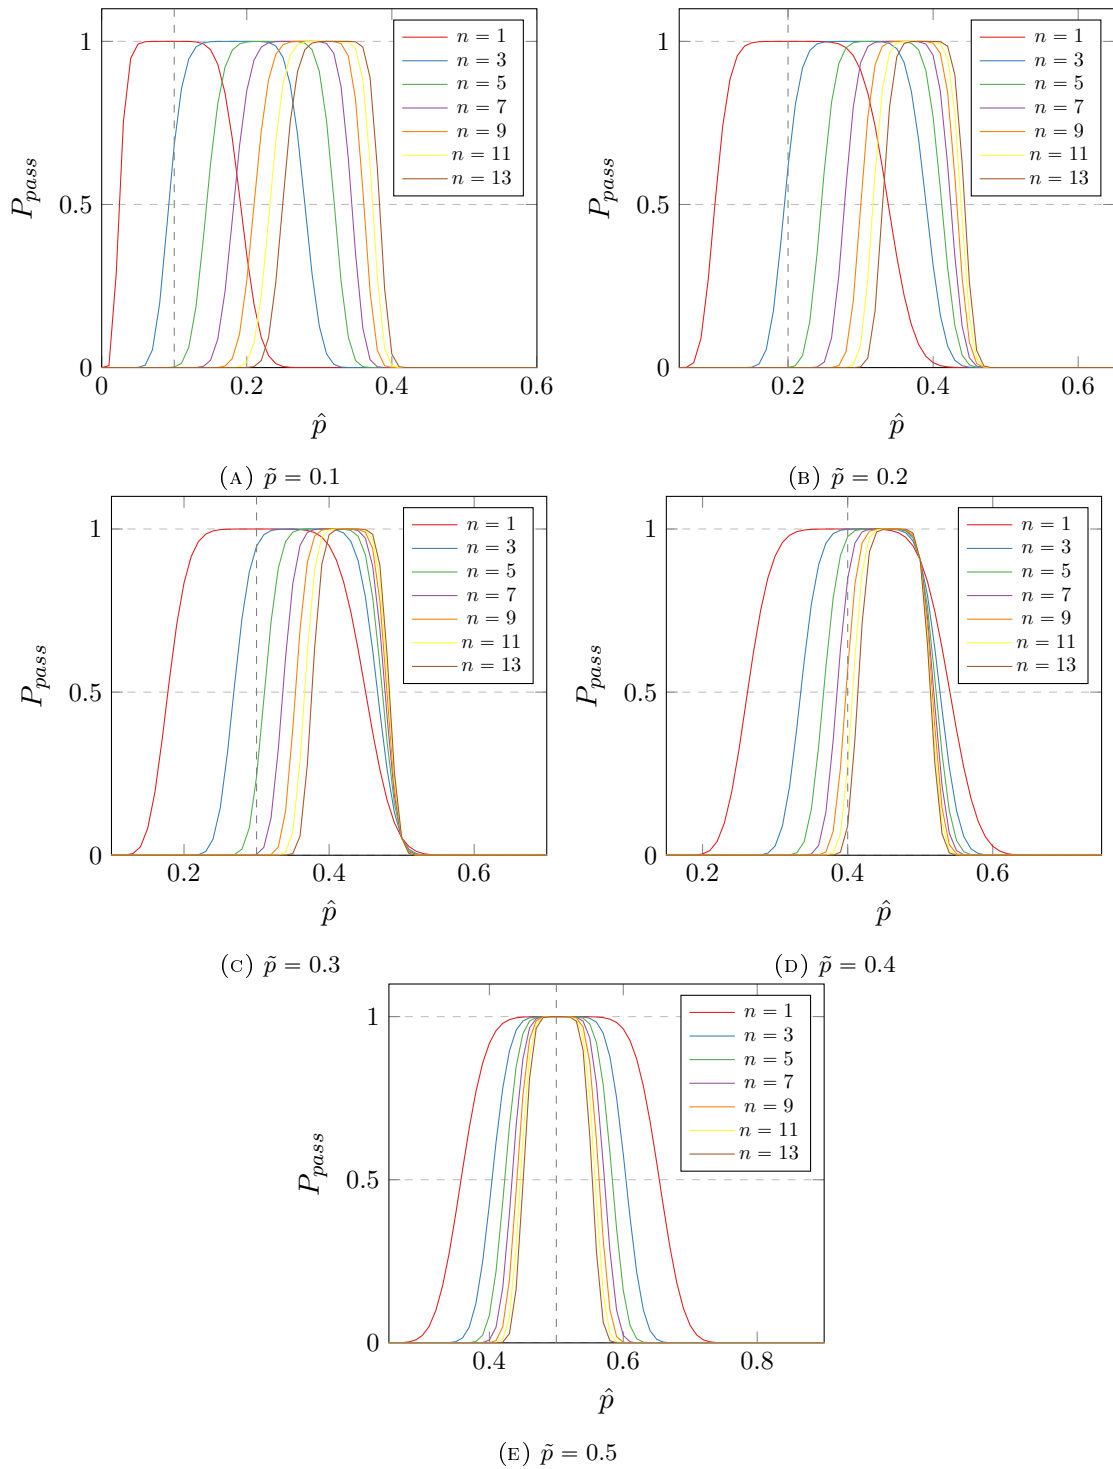 1
0.5
0
P_pass
0
0.2
0.4
0.6
p̂
n = 1
n = 3
n = 5
n = 7
n = 9
n = 11
n = 13
(A) p̃ = 0.1
1
0.5
0
P_pass
0.2
0.4
0.6
p̂
n = 1
n = 3
n = 5
n = 7
n = 9
n = 11
n = 13
(B) p̃ = 0.2
1
0.5
0
P_pass
0.2
0.4
0.6
p̂
n = 1
n = 3
n = 5
n = 7
n = 9
n = 11
n = 13
(C) p̃ = 0.3
1
0.5
0
P_pass
0.2
0.4
0.6
p̂
n = 1
n = 3
n = 5
n = 7
n = 9
n = 11
n = 13
(D) p̃ = 0.4
1
0.5
0
P_pass
0.4
0.6
0.8
p̂
n = 1
n = 3
n = 5
n = 7
n = 9
n = 11
n = 13
(E) p̃ = 0.5